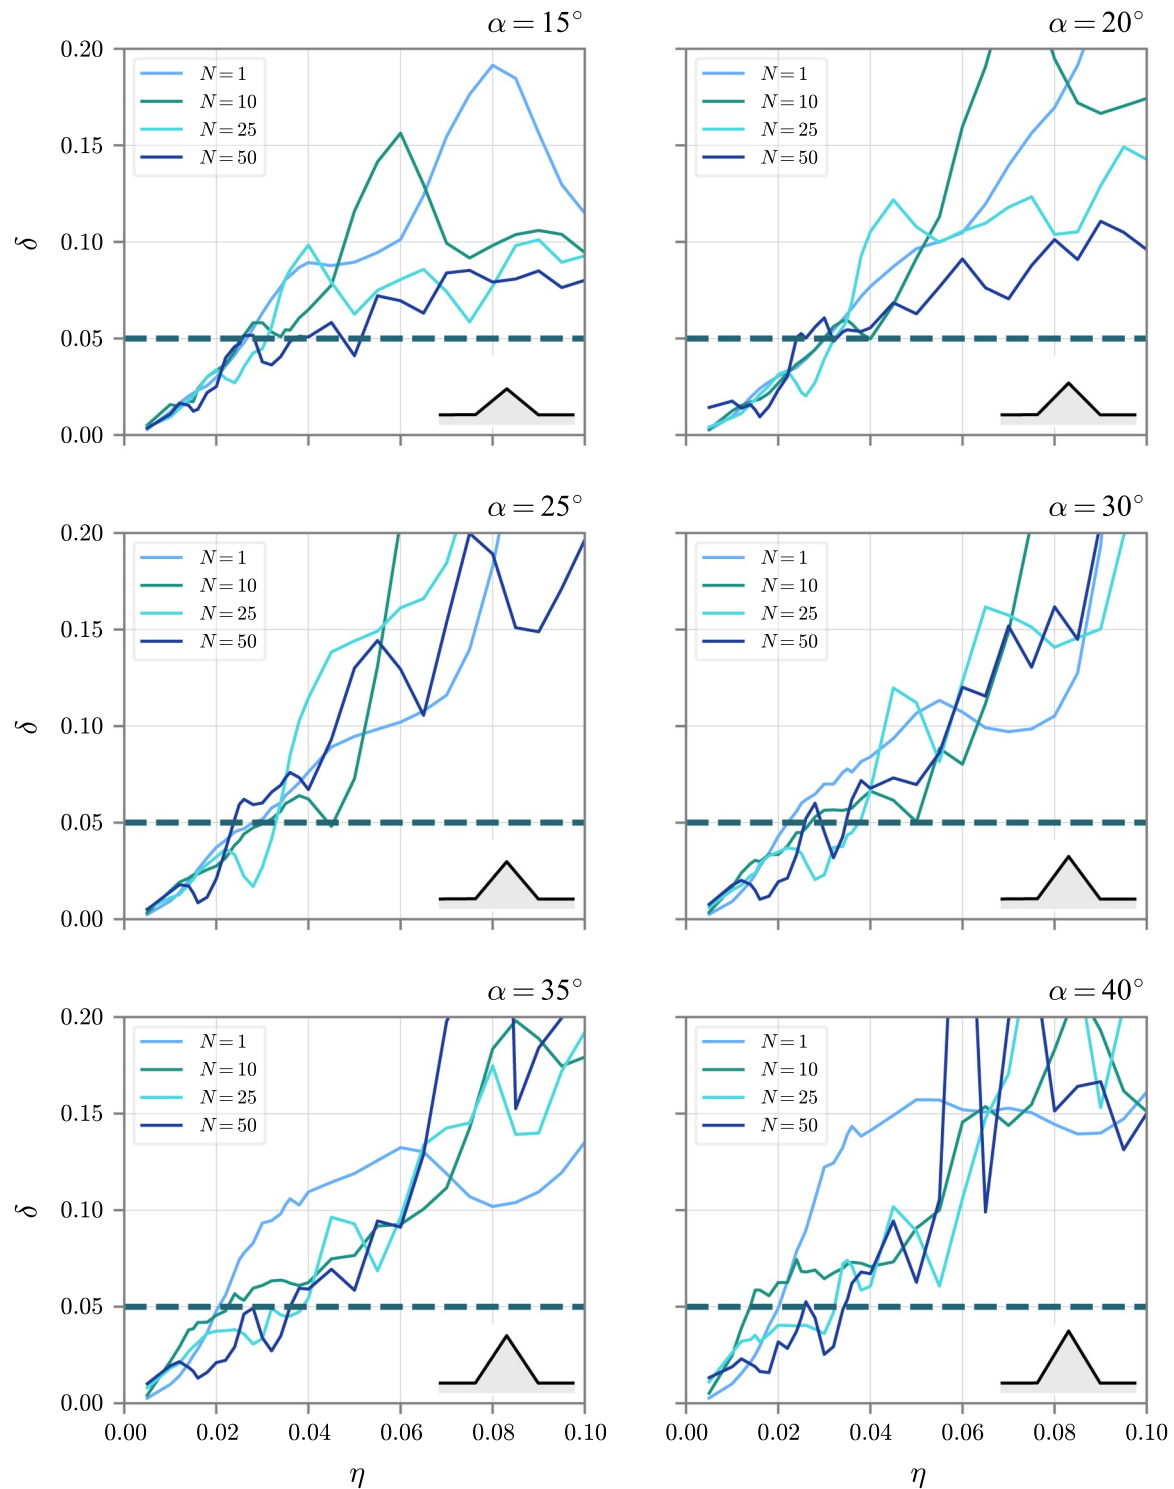 α = 15°
α = 20°
0.20
N = 1
N = 10
0.15
N = 25
N = 50
δ
0.10
0.05
0.00
N = 1
N = 10
N = 25
N = 50
α = 25°
α = 30°
0.20
N = 1
N = 10
0.15
N = 25
N = 50
δ
0.10
0.05
0.00
N = 1
N = 10
N = 25
N = 50
α = 35°
α = 40°
0.20
N = 1
N = 10
0.15
N = 25
N = 50
δ
0.10
0.05
0.00
N = 1
N = 10
N = 25
N = 50
0.00 0.02 0.04 0.06 0.08 0.10
0.00 0.02 0.04 0.06 0.08 0.10
η
η